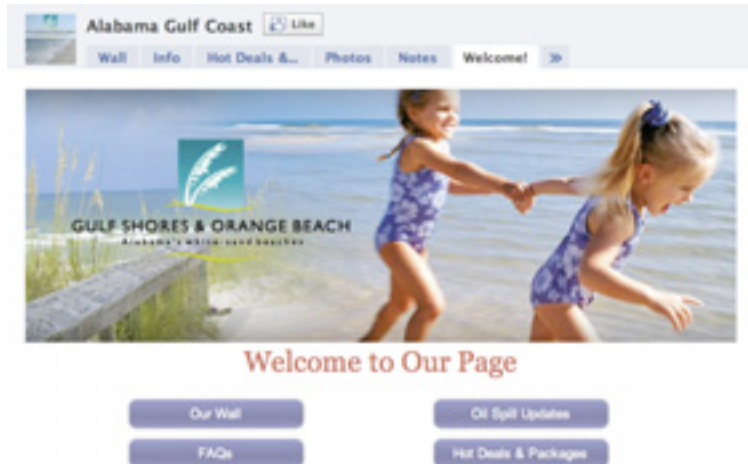 Alabama Gulf Coast Like
Wall Info Hot Deals &... Photos Notes Welcome! »
GULF SHORES & ORANGE BEACH
Alabama's white-sand beaches
Welcome to Our Page
Our Wall Oil Spill Updates
FAQs Hot Deals & Packages